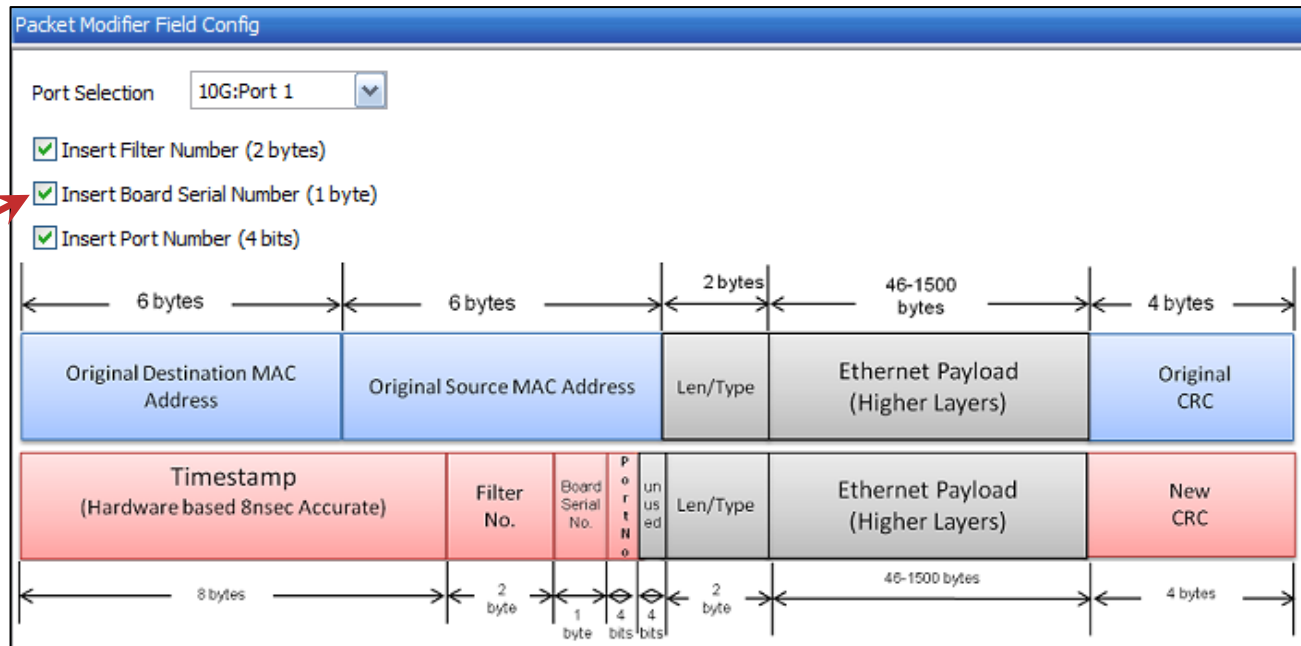 Packet Modifier Field Config
Port Selection 10G:Port 1
Insert Filter Number (2 bytes)
Insert Board Serial Number (1 byte)
Insert Port Number (4 bits)
6 bytes 6 bytes 2 bytes 46-1500 bytes 4 bytes
Original Destination MAC Address
Original Source MAC Address
Len/Type
Ethernet Payload
(Higher Layers)
Original
CRC
Timestamp
(Hardware based 8nsec Accurate)
Filter
No.
Board
Serial
No.
Port No
unused
Len/Type
Ethernet Payload
(Higher Layers)
New
CRC
8 bytes 2 byte 1 byte 4 bits 4 bits 2 byte 46-1500 bytes 4 bytes